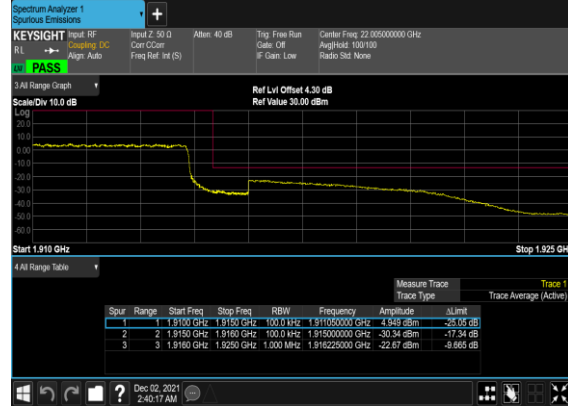 Spectrum Analyzer 1
Spurious Emissions
+
KEYSIGHT Input: RF Input Z: 50 Ω Atten: 40 dB Trig: Free Run Center Freq: 22.005000000 GHz
RL Coupling: DC Corr CCorr Gate: Off Avg|Hold: 100/100
Align: Auto Freq Ref: Int (S) IF Gain: Low Radio Std: None
PASS
3 All Range Graph
Ref Lvl Offset 4.30 dB
Scale/Div 10.0 dB Ref Value 30.00 dBm
Log
20.0
10.0
0.00
-10.0
-20.0
-30.0
-40.0
-50.0
-60.0
Start 1.910 GHz Stop 1.925 GH
4 All Range Table
Measure Trace Trace 1
Trace Type Trace Average (Active)
Spur Range Start Freq Stop Freq RBW Frequency Amplitude ΔLimit
1 1 1.9100 GHz 1.9150 GHz 100.0 kHz 1.911050000 GHz 4.949 dBm -25.05 dB
2 2 1.9150 GHz 1.9160 GHz 100.0 kHz 1.915000000 GHz -30.34 dBm -17.34 dB
3 3 1.9160 GHz 1.9250 GHz 1.000 MHz 1.916225000 GHz -22.67 dBm -9.665 dB
? Dec 02, 2021
2:40:17 AM